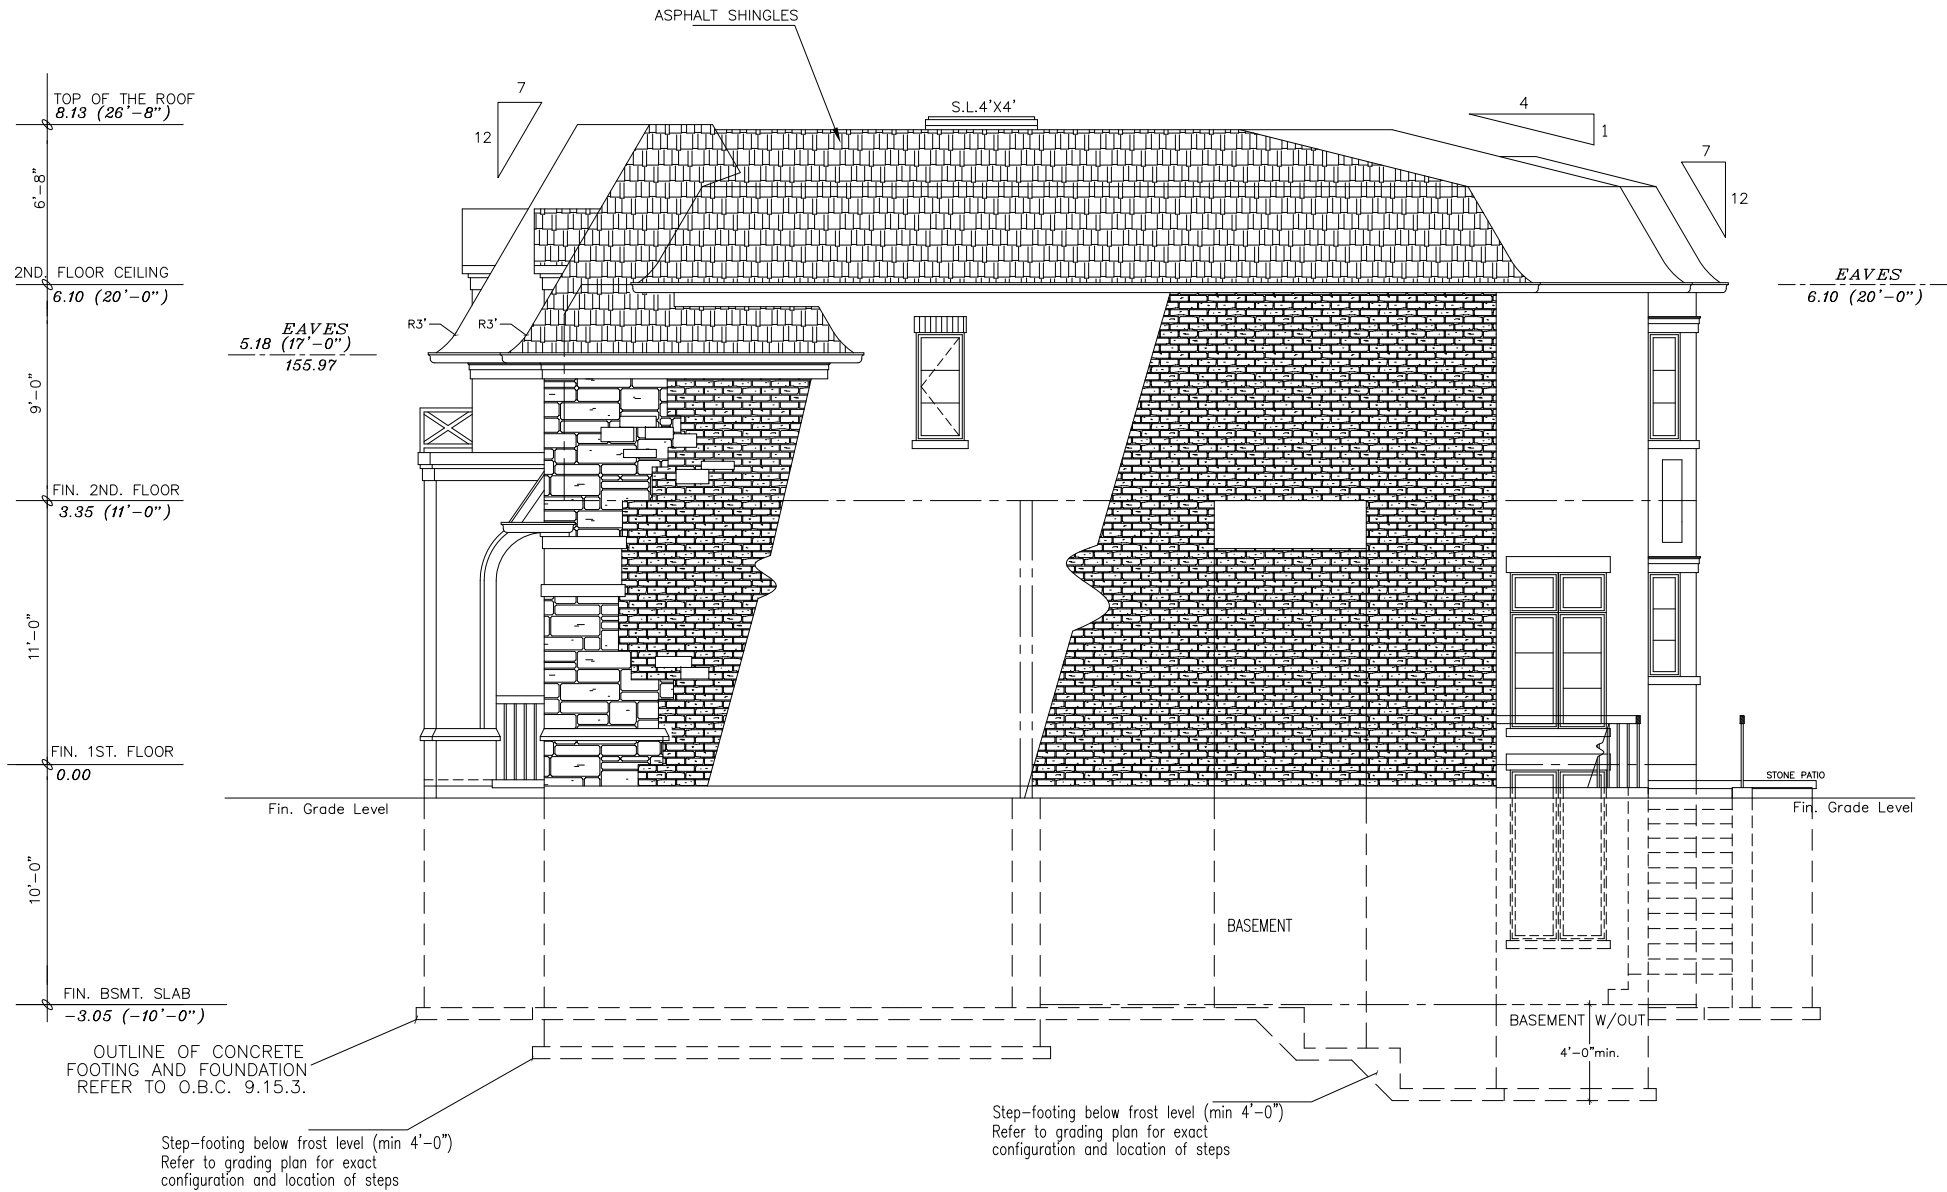 ASPHALT SHINGLES
7
12
S.L.4'X4'
4
1
7
12
TOP OF THE ROOF
8.13 (26'-8")
6'-8"
2ND. FLOOR CEILING
6.10 (20'-0")
EAVES
6.10 (20'-0")
R3'
R3'
EAVES
5.18 (17'-0")
155.97
9'-0"
FIN. 2ND. FLOOR
3.35 (11'-0")
11'-0"
FIN. 1ST. FLOOR
0.00
STONE PATIO
Fin. Grade Level
Fin. Grade Level
10'-0"
BASEMENT
FIN. BSMT. SLAB
-3.05 (-10'-0")
BASEMENT W/OUT
4'-0"min.
OUTLINE OF CONCRETE
FOOTING AND FOUNDATION
REFER TO O.B.C. 9.15.3.
Step-footing below frost level (min 4'-0")
Refer to grading plan for exact
configuration and location of steps
Step-footing below frost level (min 4'-0")
Refer to grading plan for exact
configuration and location of steps